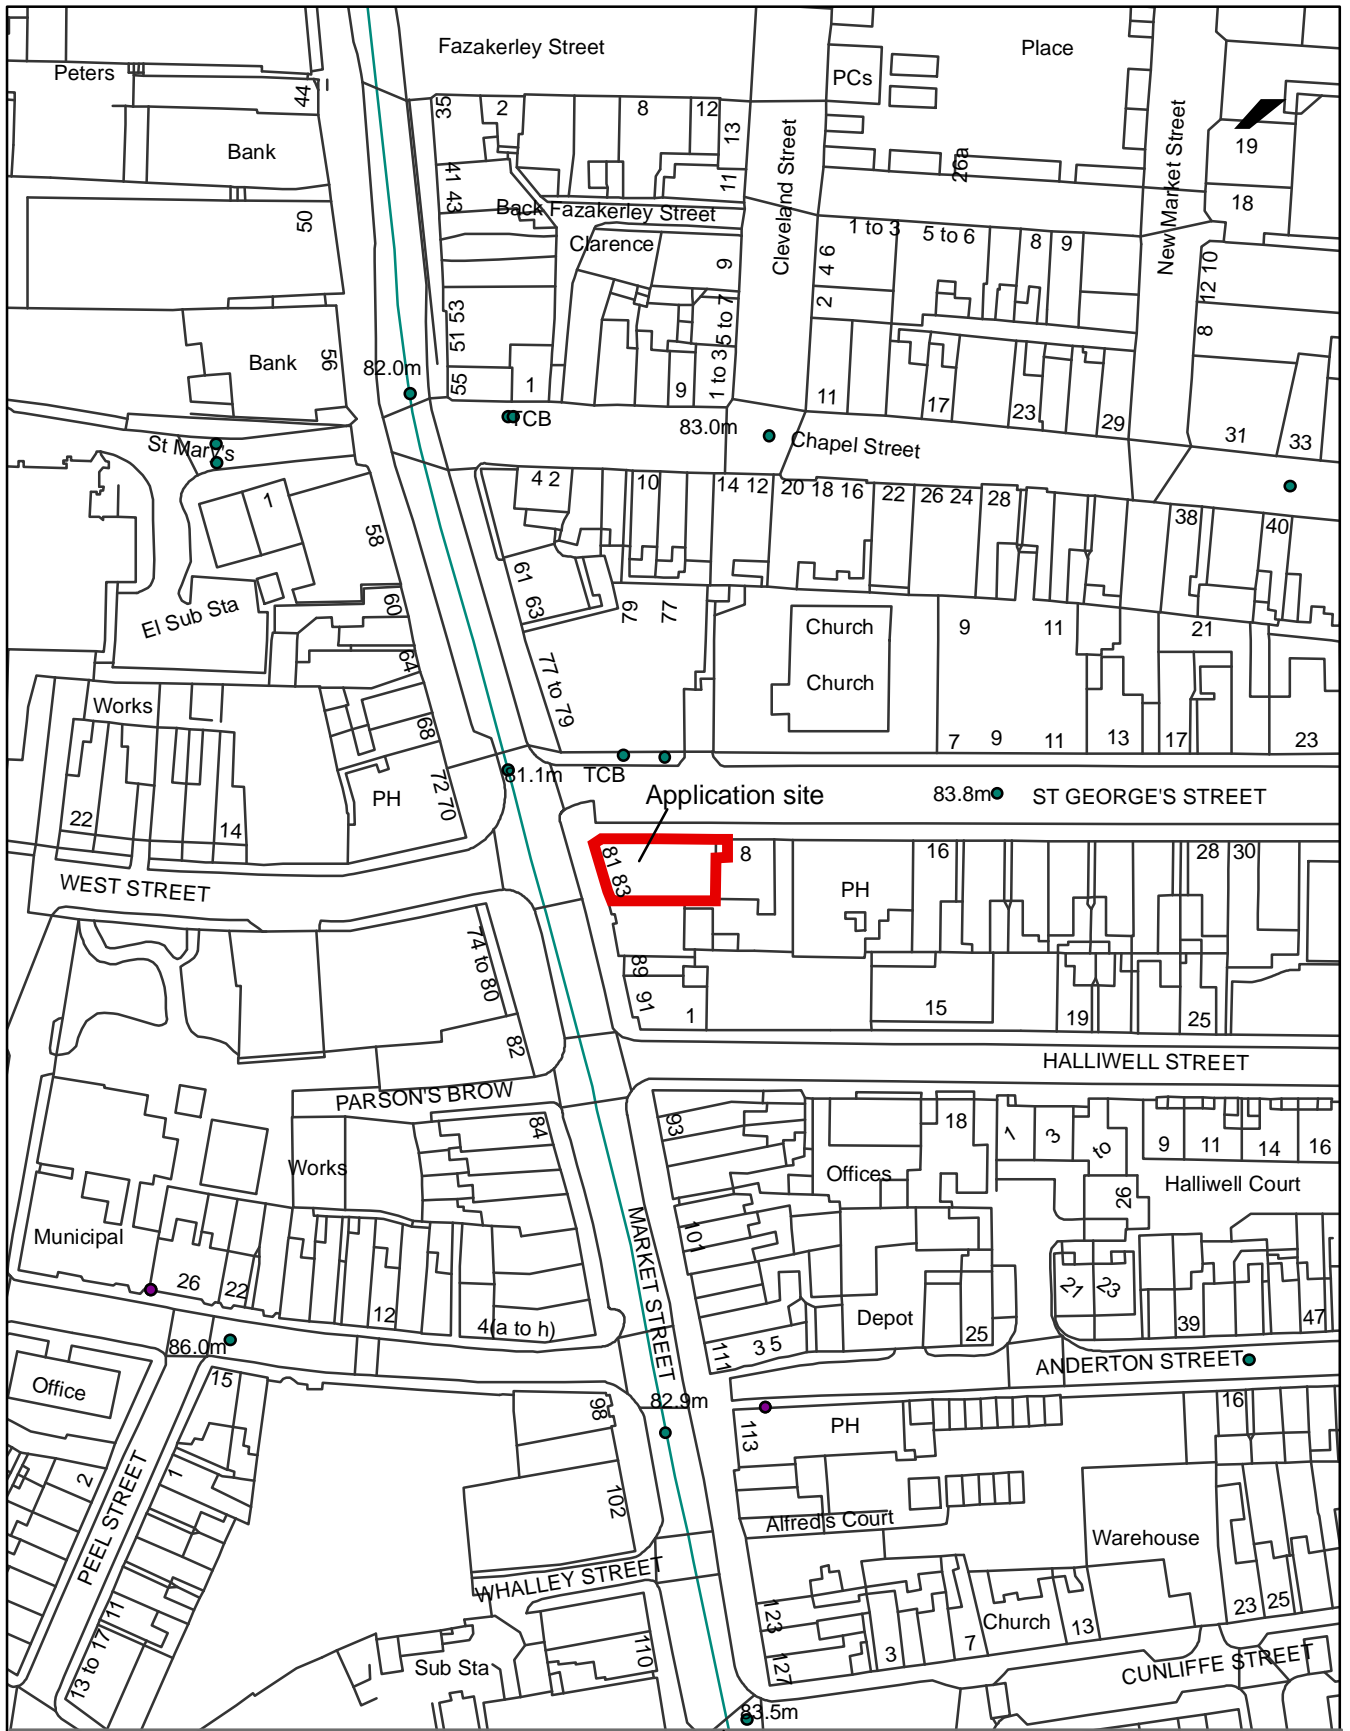 Fazakerley Street
Place
Peters
PCs
44
35
2
8
12
13
New Market Street
Cleveland Street
Bank
19
41 43
11
26a
18
50
Back Fazakerley Street
Clarence
1 to 3
5 to 6
8
9
9
4 6
2
12 10
8
51 53
5 to 7
Bank
56
82.0m
55
1
9
1 to 3
11
17
23
29
31
33
TCB
83.0m
Chapel Street
St Mary's
1
4 2
10
14 12
20 18 16
22
26 24
28
38
40
58
61
63
El Sub Sta
60
79
77
Church
9
11
21
64
Church
77 to 79
Works
68
7
9
11
13
17
23
81.1m
TCB
72 70
PH
Application site
83.8m
ST GEORGE'S STREET
22
14
81 83
8
16
28
30
WEST STREET
PH
74 to 80
89
91
1
15
19
25
82
HALLIWELL STREET
PARSON'S BROW
84
93
18
1
3
to
9
11
14
16
Works
Offices
26
Halliwell Court
Municipal
101
MARKET STREET
26
22
12
4(a to h)
Depot
25
21
23
39
47
86.0m
111
3 5
ANDERTON STREET
Office
15
98
82.9m
113
PH
16
2
1
PEEL STREET
102
Alfred's Court
Warehouse
WHALLEY STREET
11
13 to 17
123
127
3
7
Church
13
23
25
110
Sub Sta
CUNLIFFE STREET
83.5m